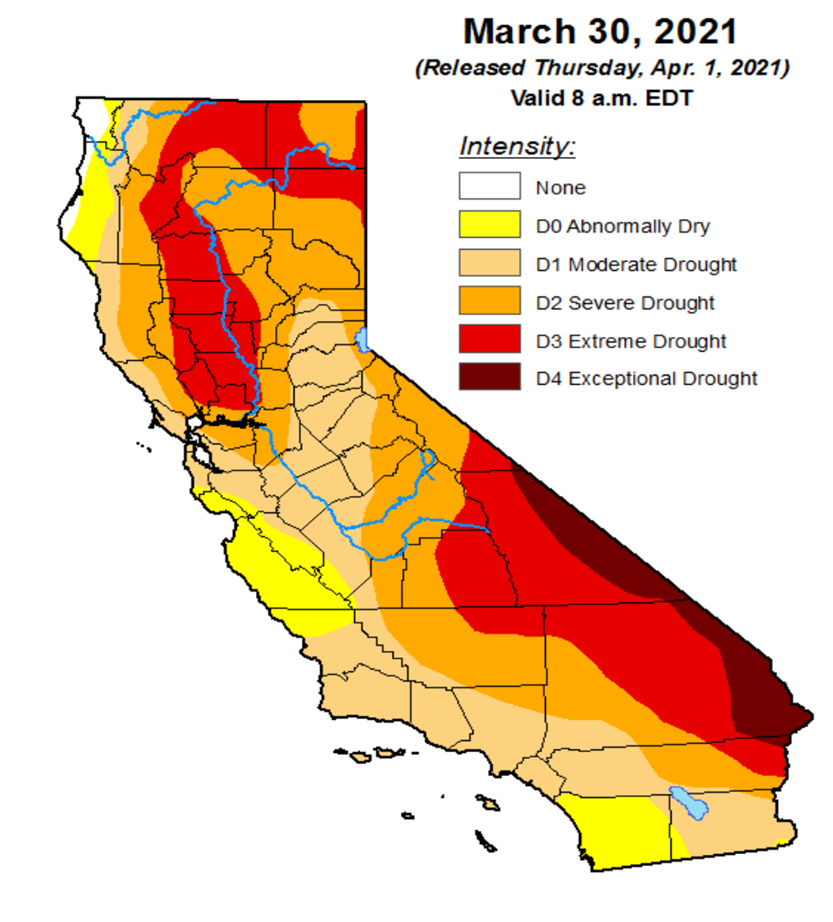 March 30, 2021
(Released Thursday, Apr. 1, 2021)
Valid 8 a.m. EDT
Intensity:
None
D0 Abnormally Dry
D1 Moderate Drought
D2 Severe Drought
D3 Extreme Drought
D4 Exceptional Drought